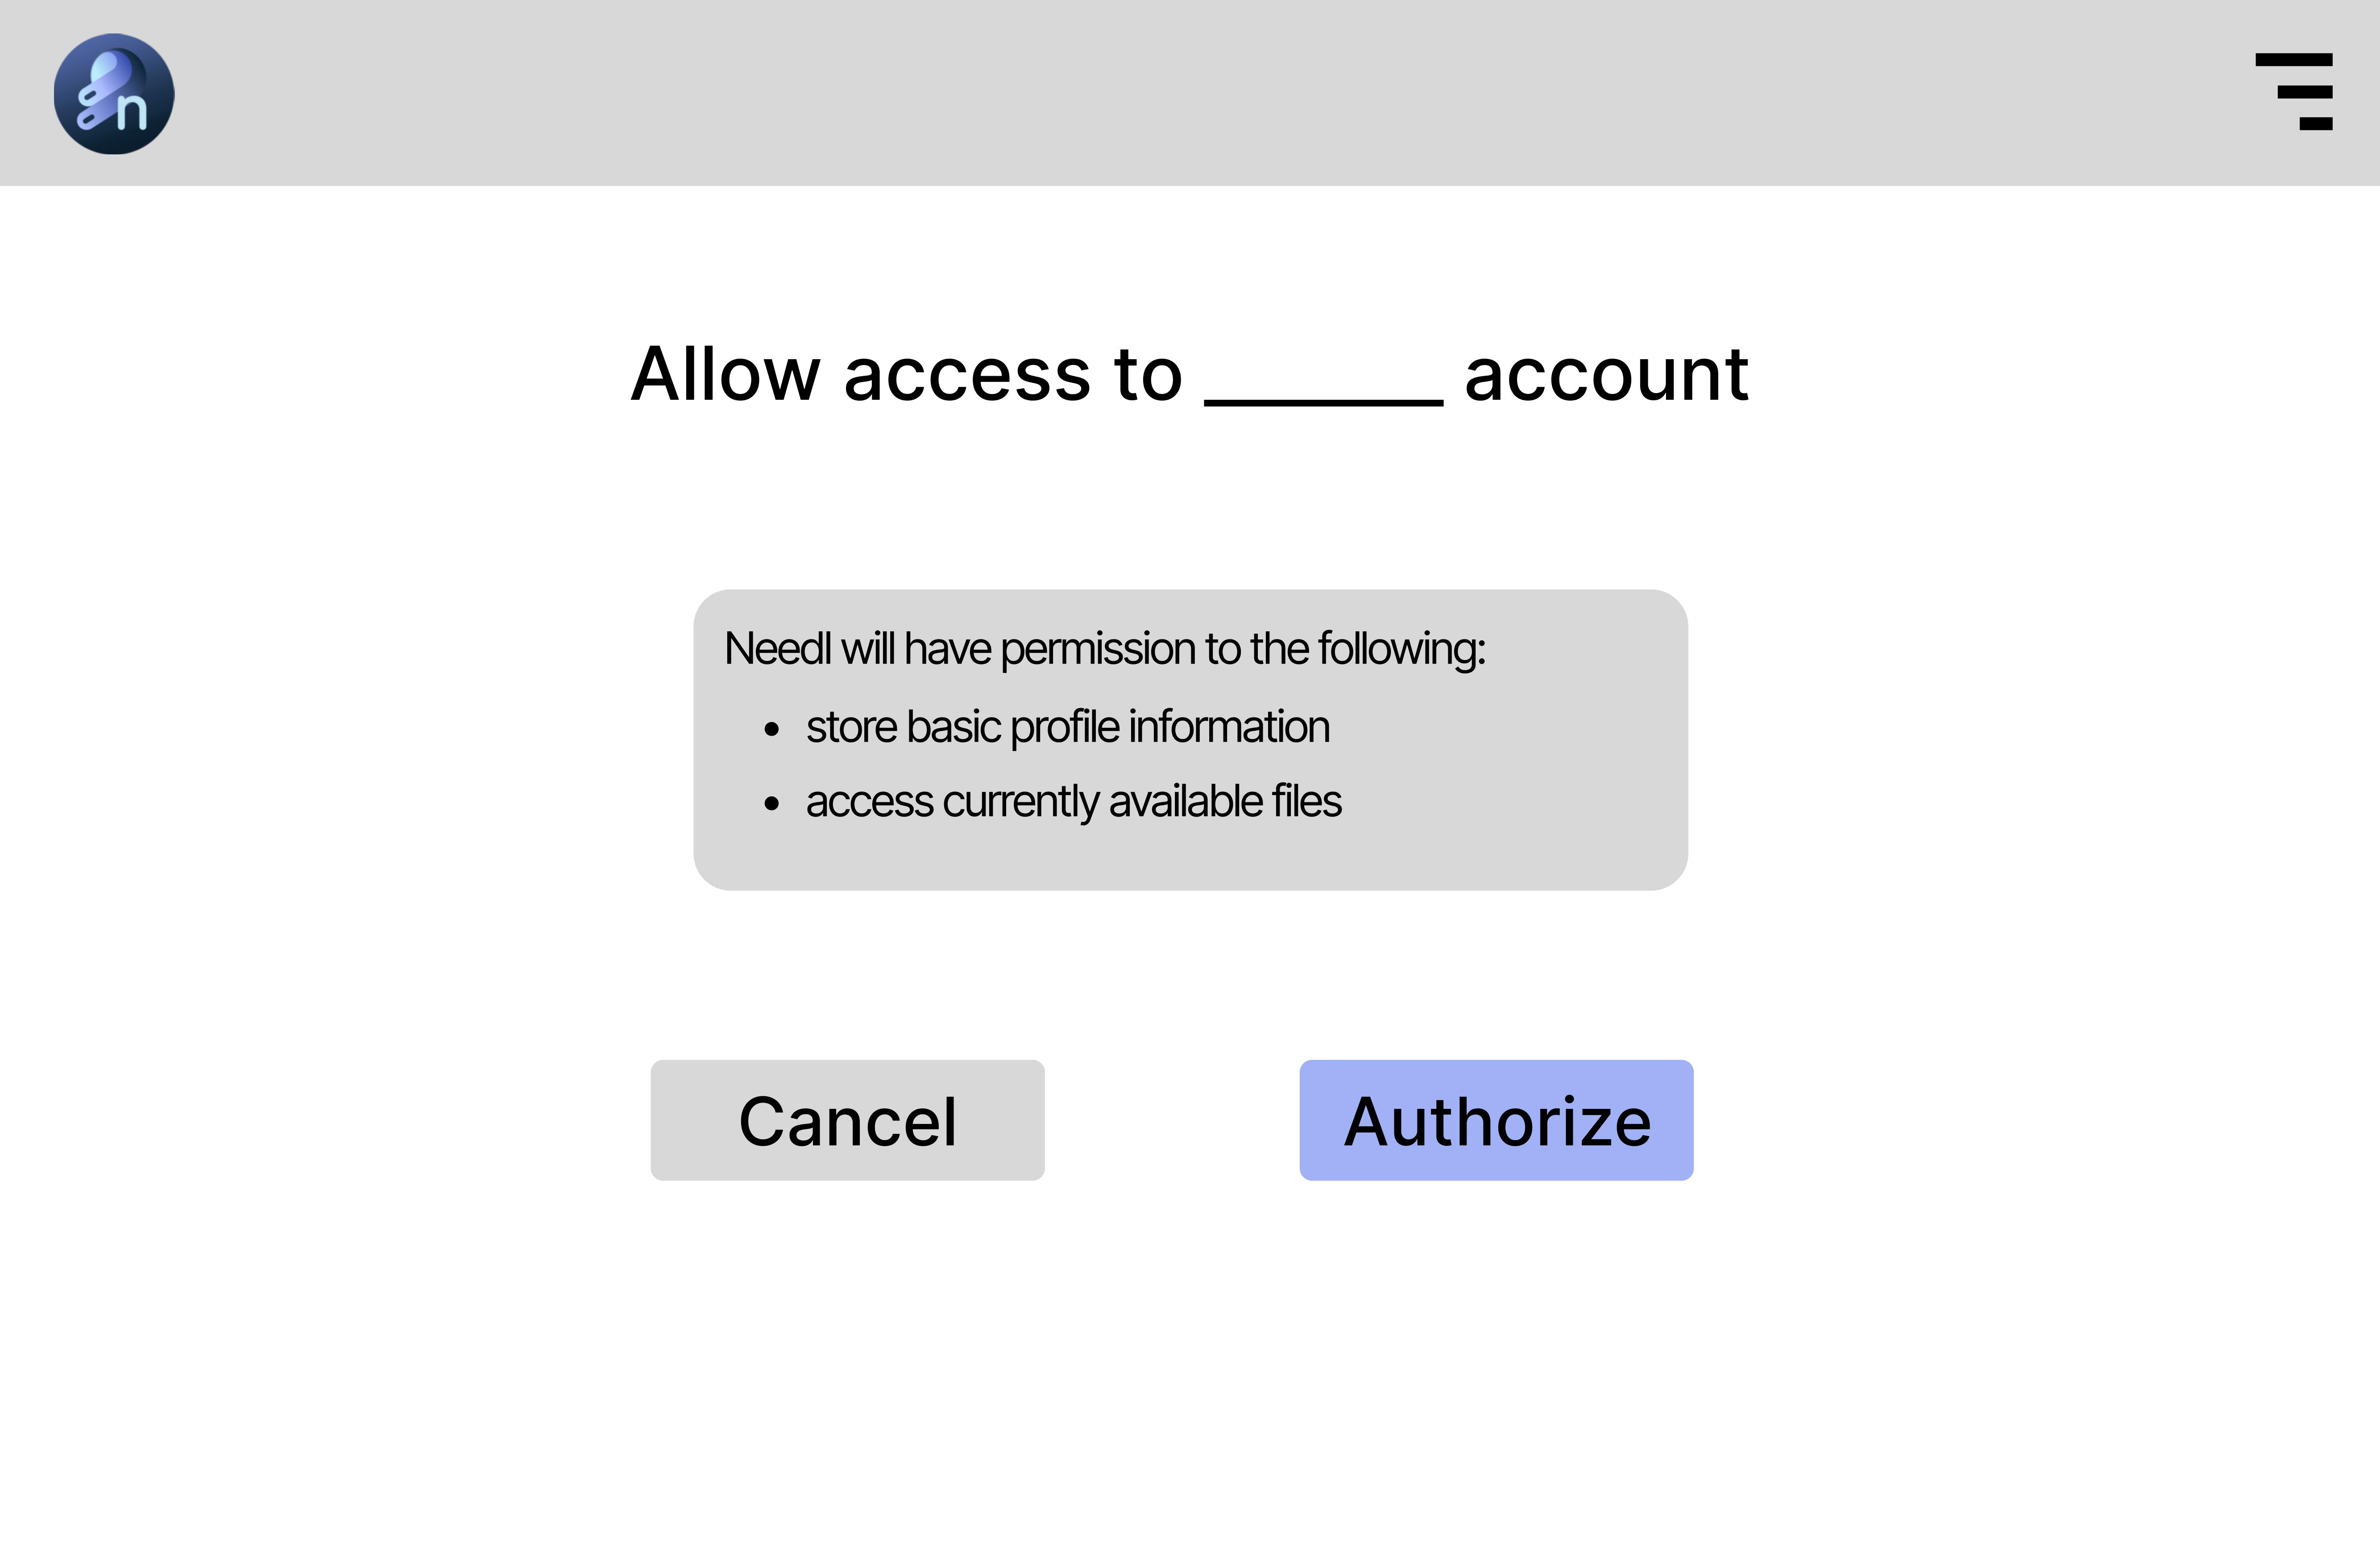 n
Allow access to ________ account
Needl will have permission to the following:
• store basic profile information
• access currently available files
Cancel
Authorize